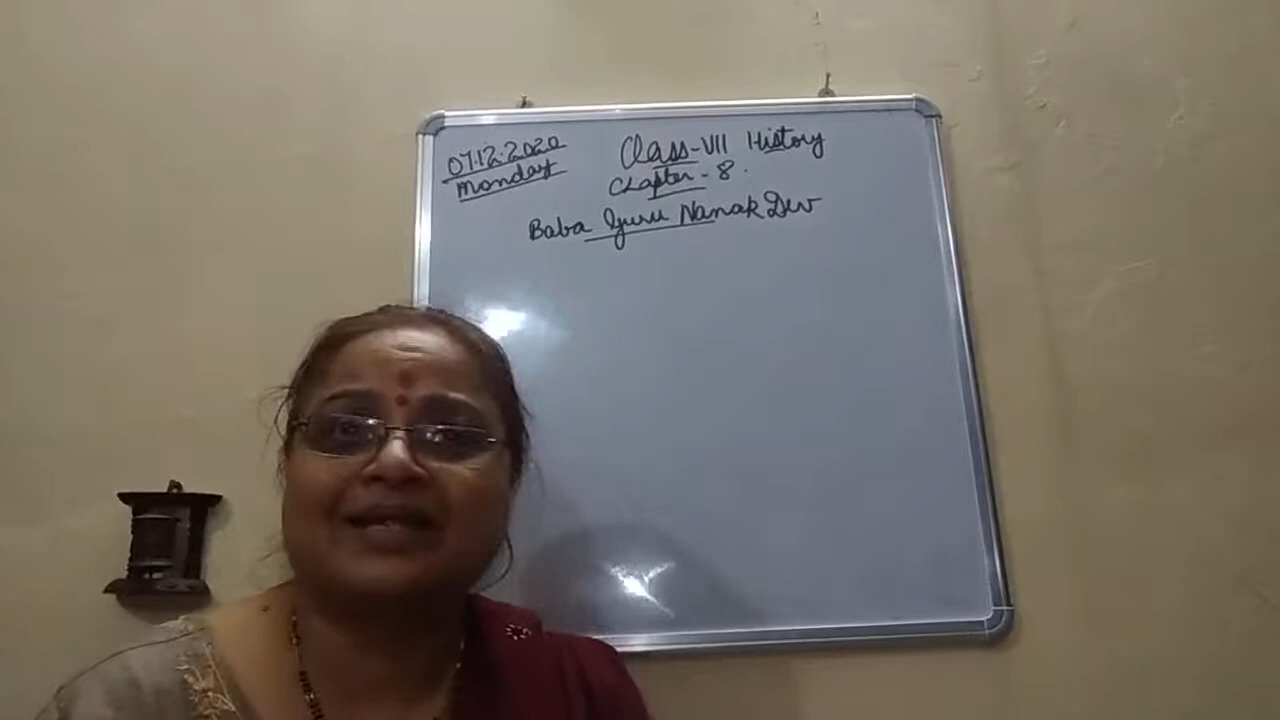 07.12.2020
Monday
Class-VII History
Chapter-8.
Baba Guru Nanak Dev